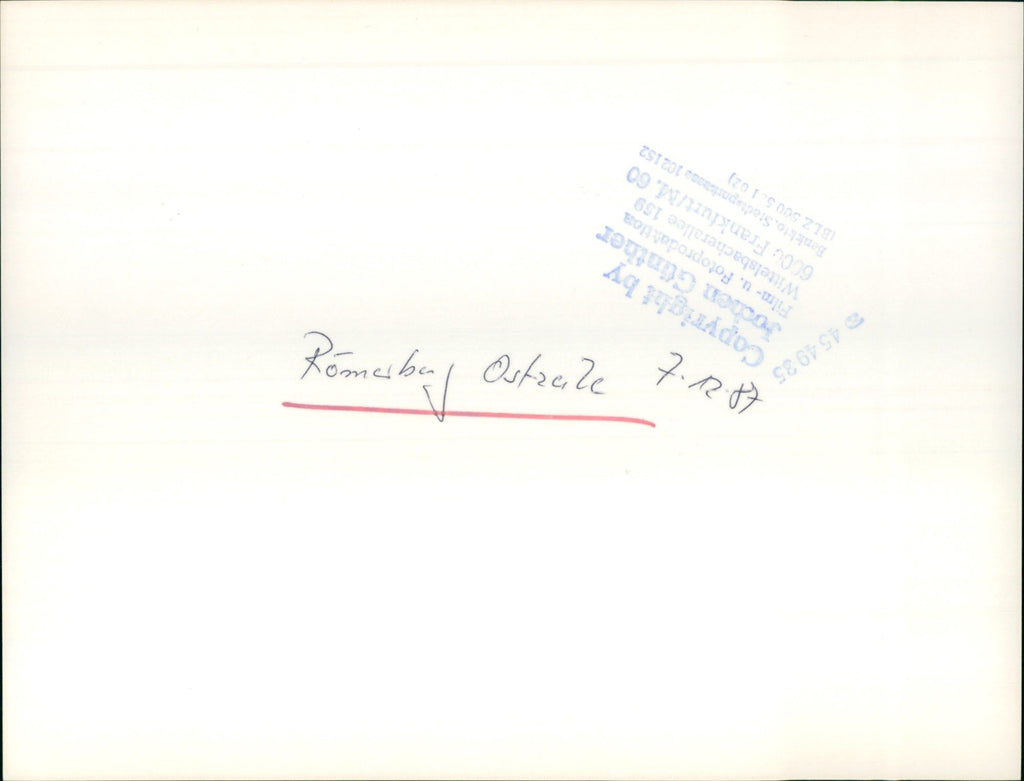 Römerberg Ostzeile 7.12.87
Copyright by
Jochen Günther
Film- u. Fotoproduktion
Wittelsbacherallee 159
6000 Frankfurt/M. 60
Bankkto. Stadtsparkasse 102152
(BLZ 500 501 02)
☎ 45 49 35